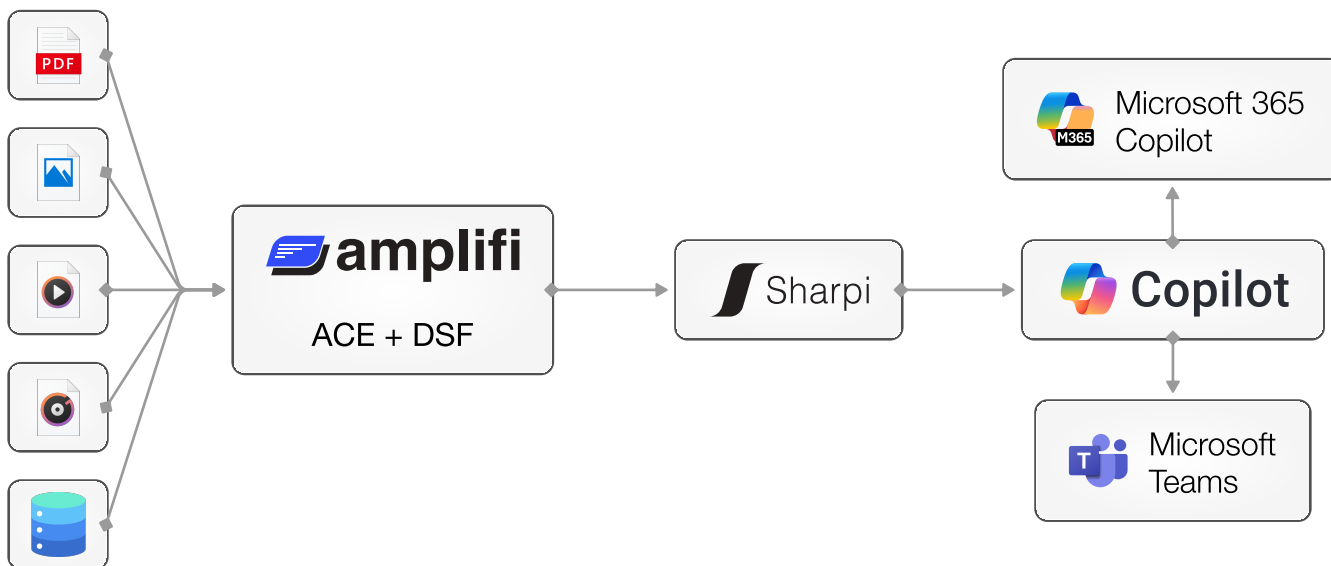 PDF
amplifi
ACE + DSF
Sharpi
M365
Microsoft 365
Copilot
Copilot
T
Microsoft
Teams